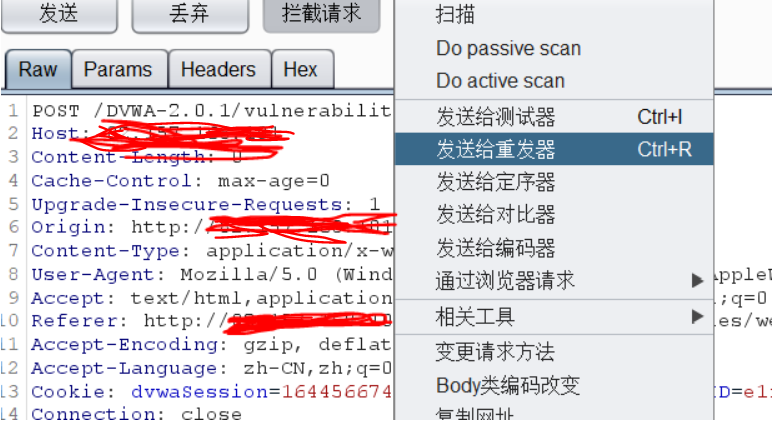 发送 丢弃 拦截请求
Raw Params Headers Hex
1 POST /DVWA-2.0.1/vulnerabilit
2 Host:
3 Content-Length: 0
4 Cache-Control: max-age=0
5 Upgrade-Insecure-Requests: 1
6 Origin: http://
7 Content-Type: application/x-w
8 User-Agent: Mozilla/5.0 (Wind AppleW
9 Accept: text/html,application ;q=0
10 Referer: http:// es/we
11 Accept-Encoding: gzip, deflat
12 Accept-Language: zh-CN,zh;q=0
13 Cookie: dvwaSession=164456674 ID=e1
14 Connection: close
扫描
Do passive scan
Do active scan
发送给测试器 Ctrl+I
发送给重发器 Ctrl+R
发送给定序器
发送给对比器
发送给编码器
通过浏览器请求
相关工具
变更请求方法
Body类编码改变
复制网址